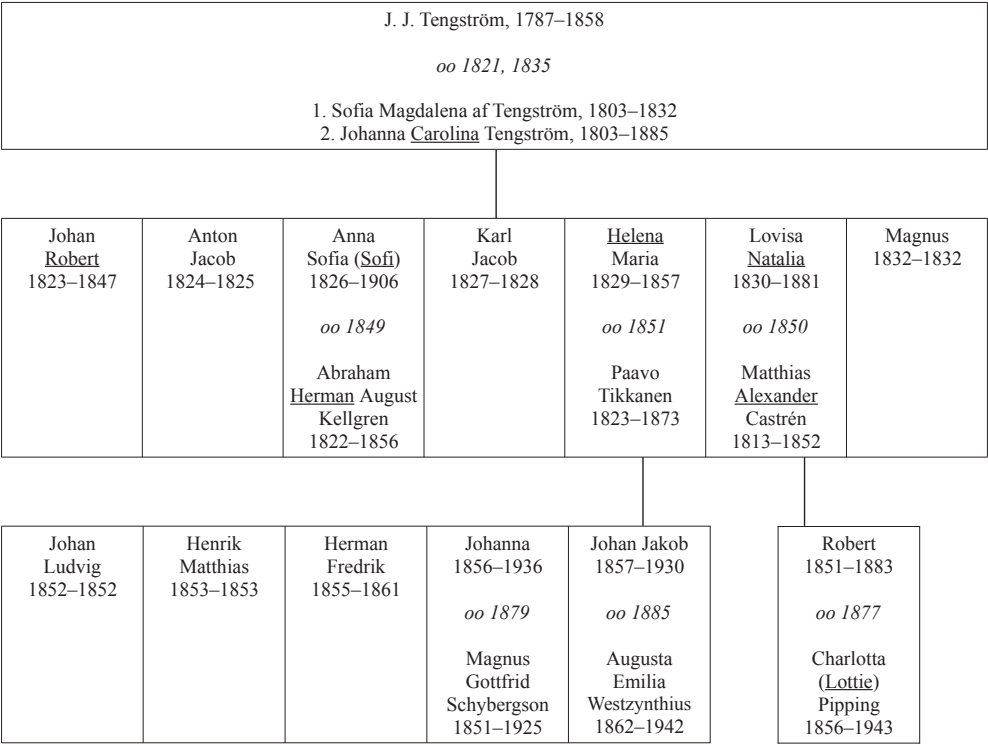 J. J. Tengström, 1787–1858
oo 1821, 1835
1. Sofia Magdalena af Tengström, 1803–1832
2. Johanna Carolina Tengström, 1803–1885
Johan
Robert
1823–1847
Anton
Jacob
1824–1825
Anna
Sofia (Sofi)
1826–1906
oo 1849
Abraham
Herman August
Kellgren
1822–1856
Karl
Jacob
1827–1828
Helena
Maria
1829–1857
oo 1851
Paavo
Tikkanen
1823–1873
Lovisa
Natalia
1830–1881
oo 1850
Matthias
Alexander
Castrén
1813–1852
Magnus
1832–1832
Johan
Ludvig
1852–1852
Henrik
Matthias
1853–1853
Herman
Fredrik
1855–1861
Johanna
1856–1936
oo 1879
Magnus
Gottfrid
Schybergson
1851–1925
Johan Jakob
1857–1930
oo 1885
Augusta
Emilia
Westzynthius
1862–1942
Robert
1851–1883
oo 1877
Charlotta
(Lottie)
Pipping
1856–1943